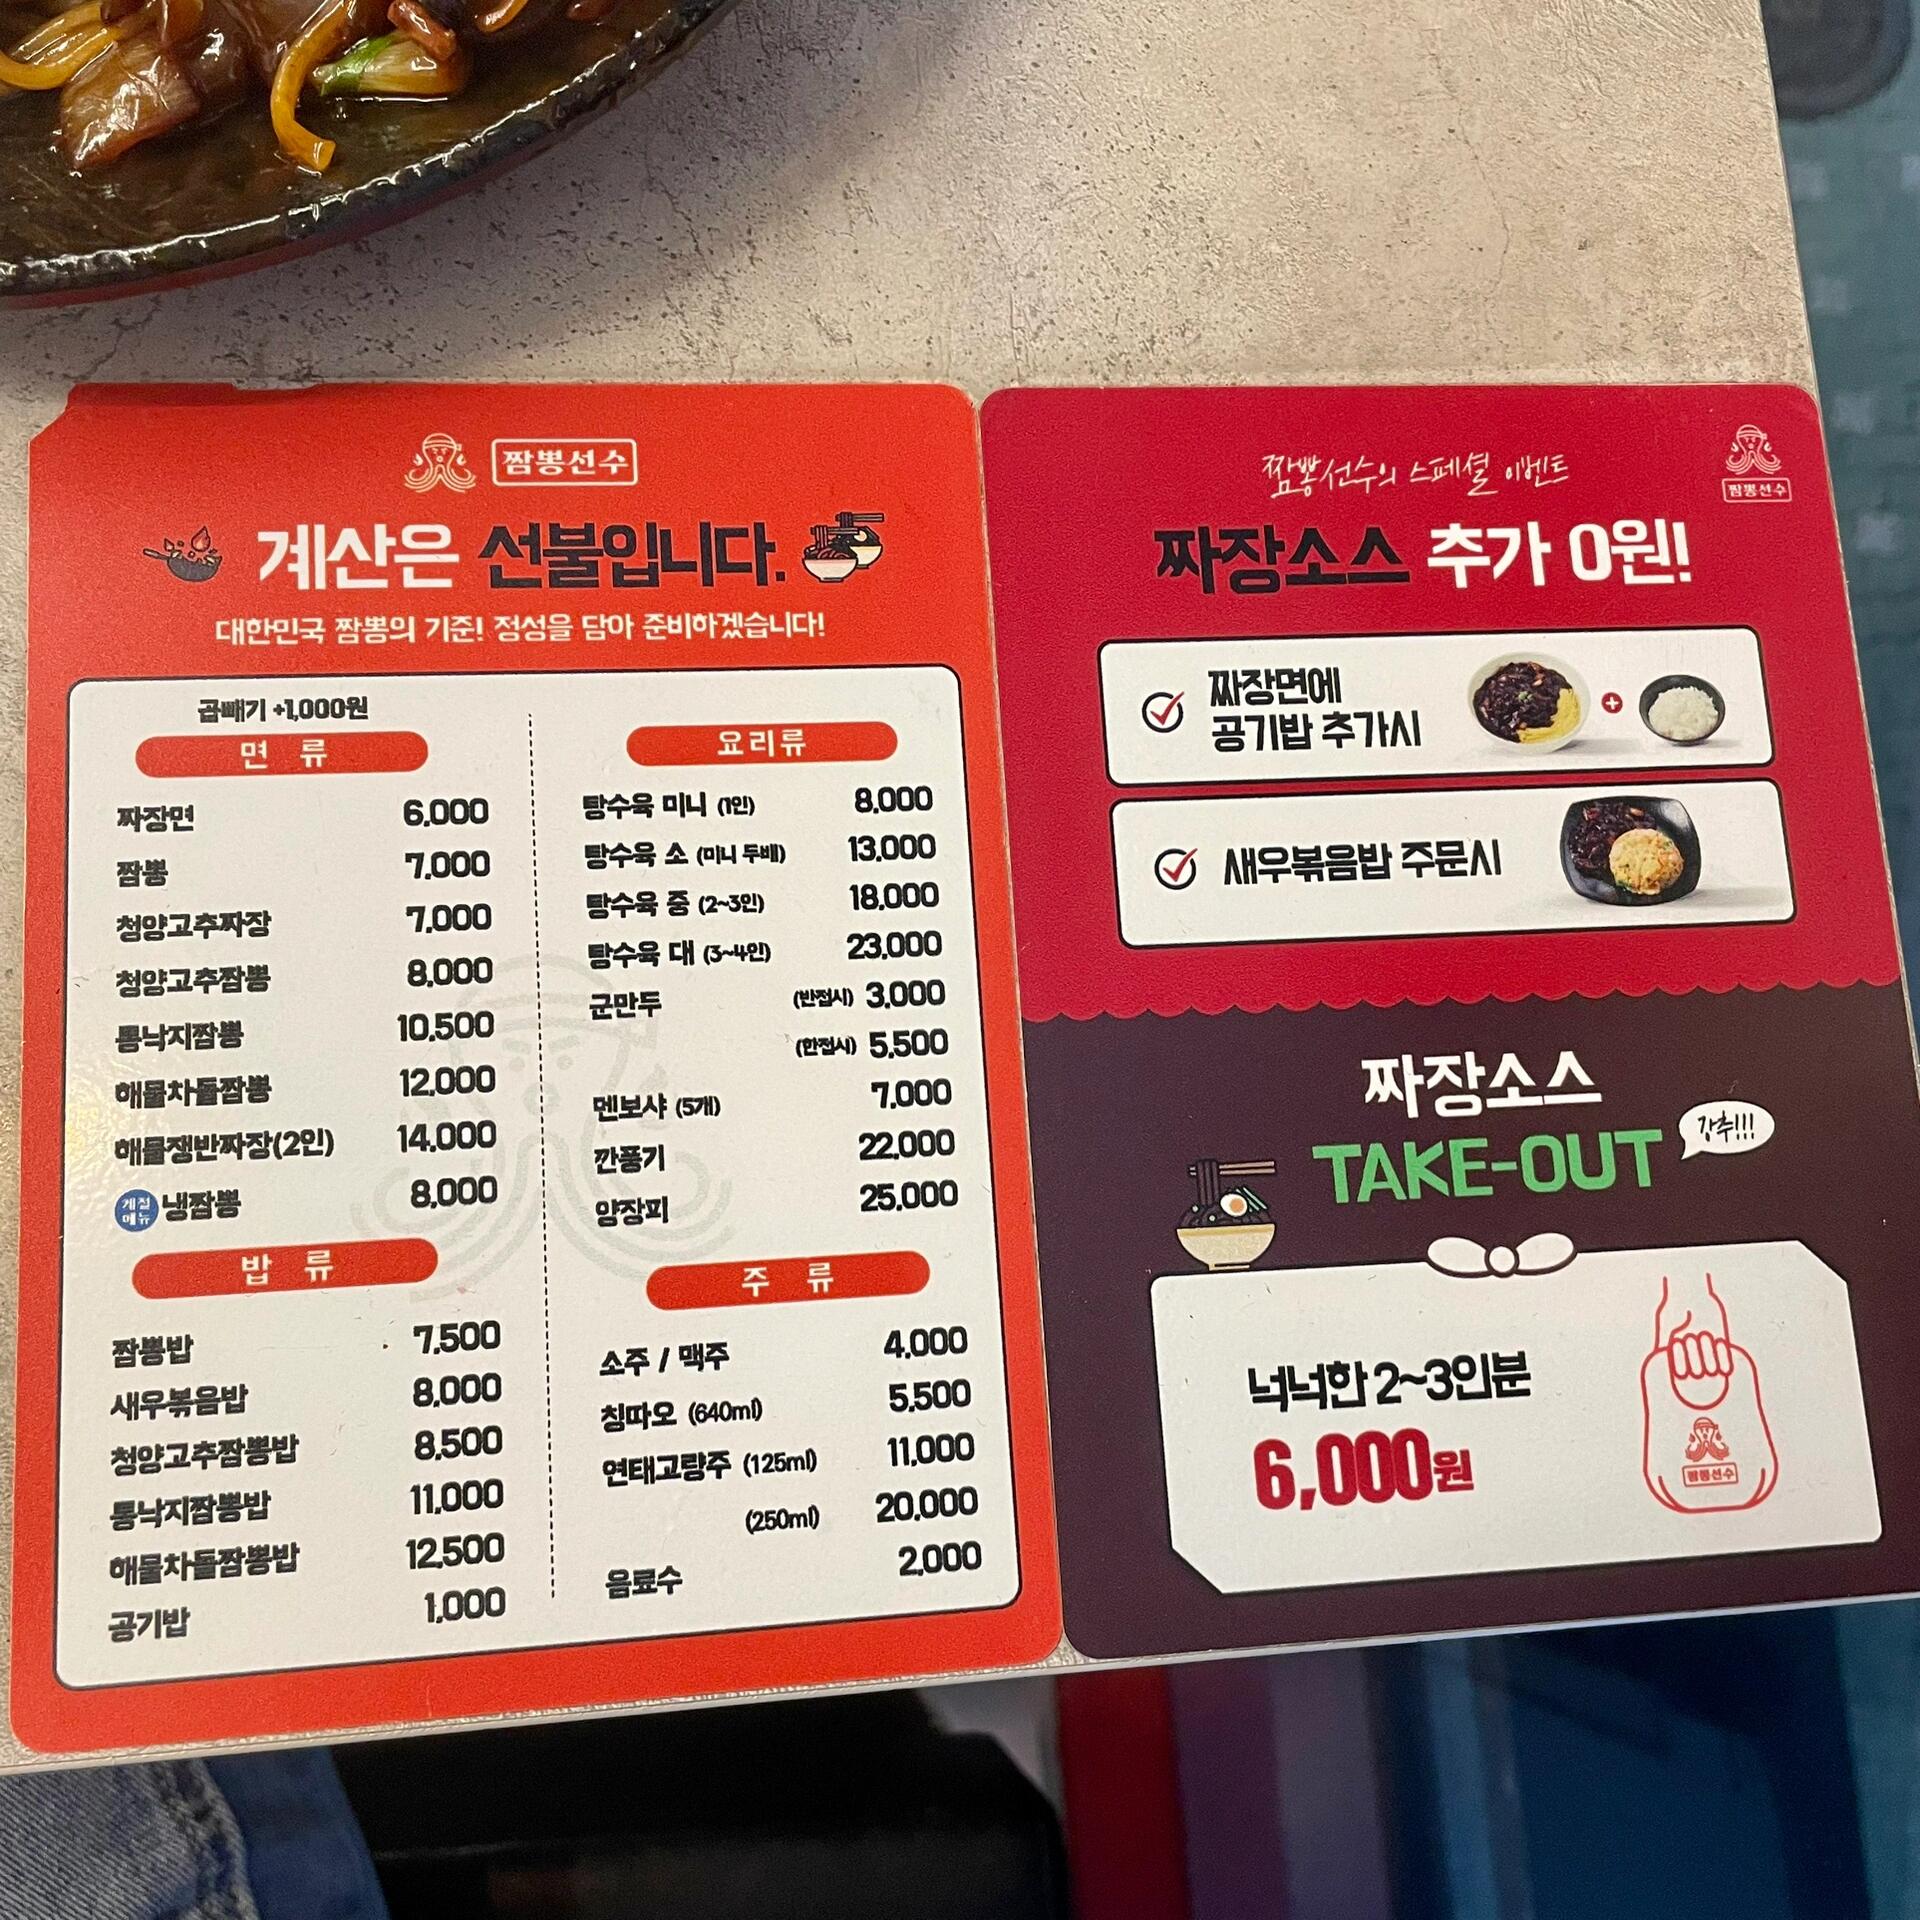 짬뽕선수
계산은 선불입니다.
대한민국 짬뽕의 기준! 정성을 담아 준비하겠습니다!
곱빼기 +1,000원
면 류
짜장면 6,000
짬뽕 7,000
청양고추짜장 7,000
청양고추짬뽕 8,000
통낙지짬뽕 10,500
해물차돌짬뽕 12,000
해물쟁반짜장(2인) 14,000
계절
메뉴
냉짬뽕 8,000
밥 류
짬뽕밥 7,500
새우볶음밥 8,000
청양고추짬뽕밥 8,500
통낙지짬뽕밥 11,000
해물차돌짬뽕밥 12,500
공기밥 1,000
요리류
탕수육 미니 (1인) 8,000
탕수육 소 (미니 두배) 13,000
탕수육 중 (2~3인) 18,000
탕수육 대 (3~4인) 23,000
군만두 (반접시) 3,000
(한접시) 5,500
멘보샤 (5개) 7,000
깐풍기 22,000
양장피 25,000
주 류
소주 / 맥주 4,000
칭따오 (640ml) 5,500
연태고량주 (125ml) 11,000
(250ml) 20,000
음료수 2,000
짬뽕선수의 스페셜 이벤트
짬뽕선수
짜장소스 추가 0원!
짜장면에
공기밥 추가시
새우볶음밥 주문시
짜장소스
TAKE-OUT
강추!!!
넉넉한 2~3인분
6,000원
짬뽕선수